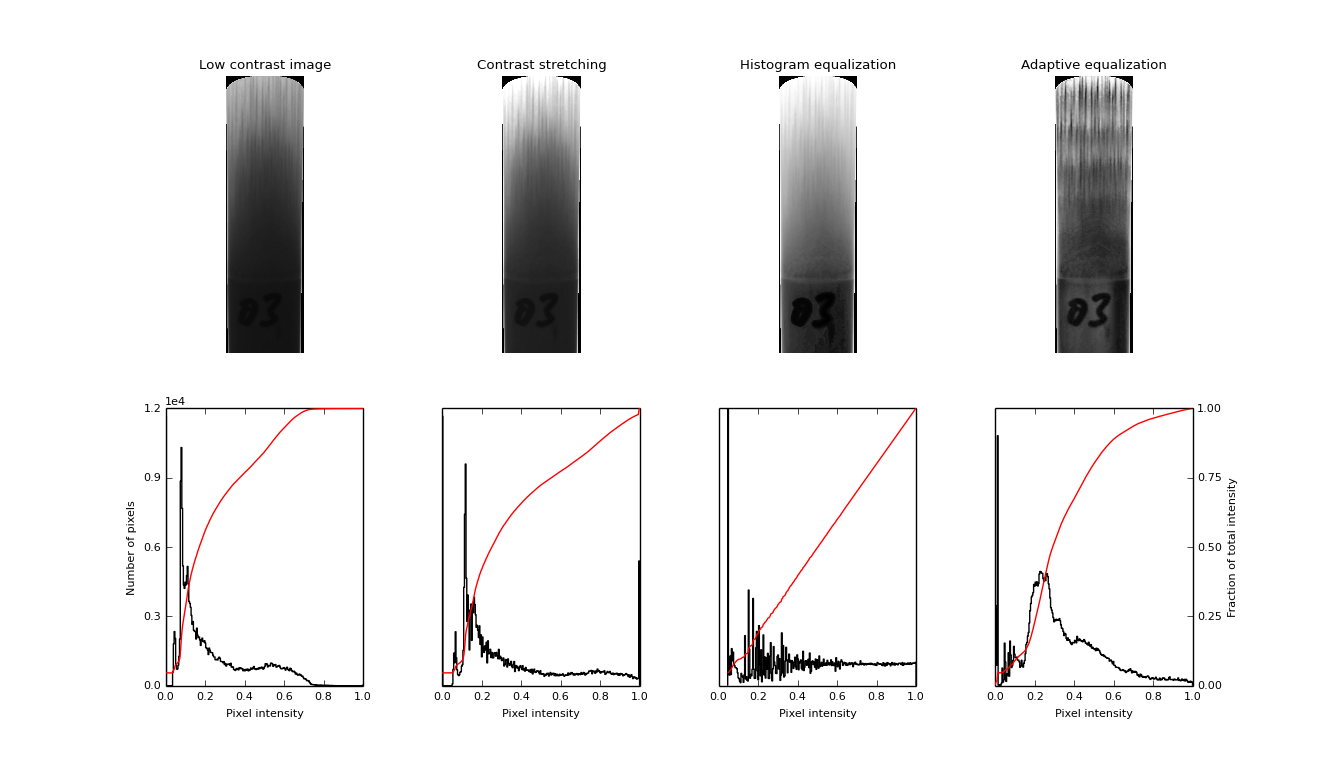 Low contrast image
Contrast stretching
Histogram equalization
Adaptive equalization
03
03
03
03
1e4
1.2
0.9
0.6
0.3
0.0
Number of pixels
0.0 0.2 0.4 0.6 0.8 1.0
Pixel intensity
0.0 0.2 0.4 0.6 0.8 1.0
Pixel intensity
0.0 0.2 0.4 0.6 0.8 1.0
Pixel intensity
0.0 0.2 0.4 0.6 0.8 1.0
Pixel intensity
1.00
0.75
0.50
0.25
0.00
Fraction of total intensity